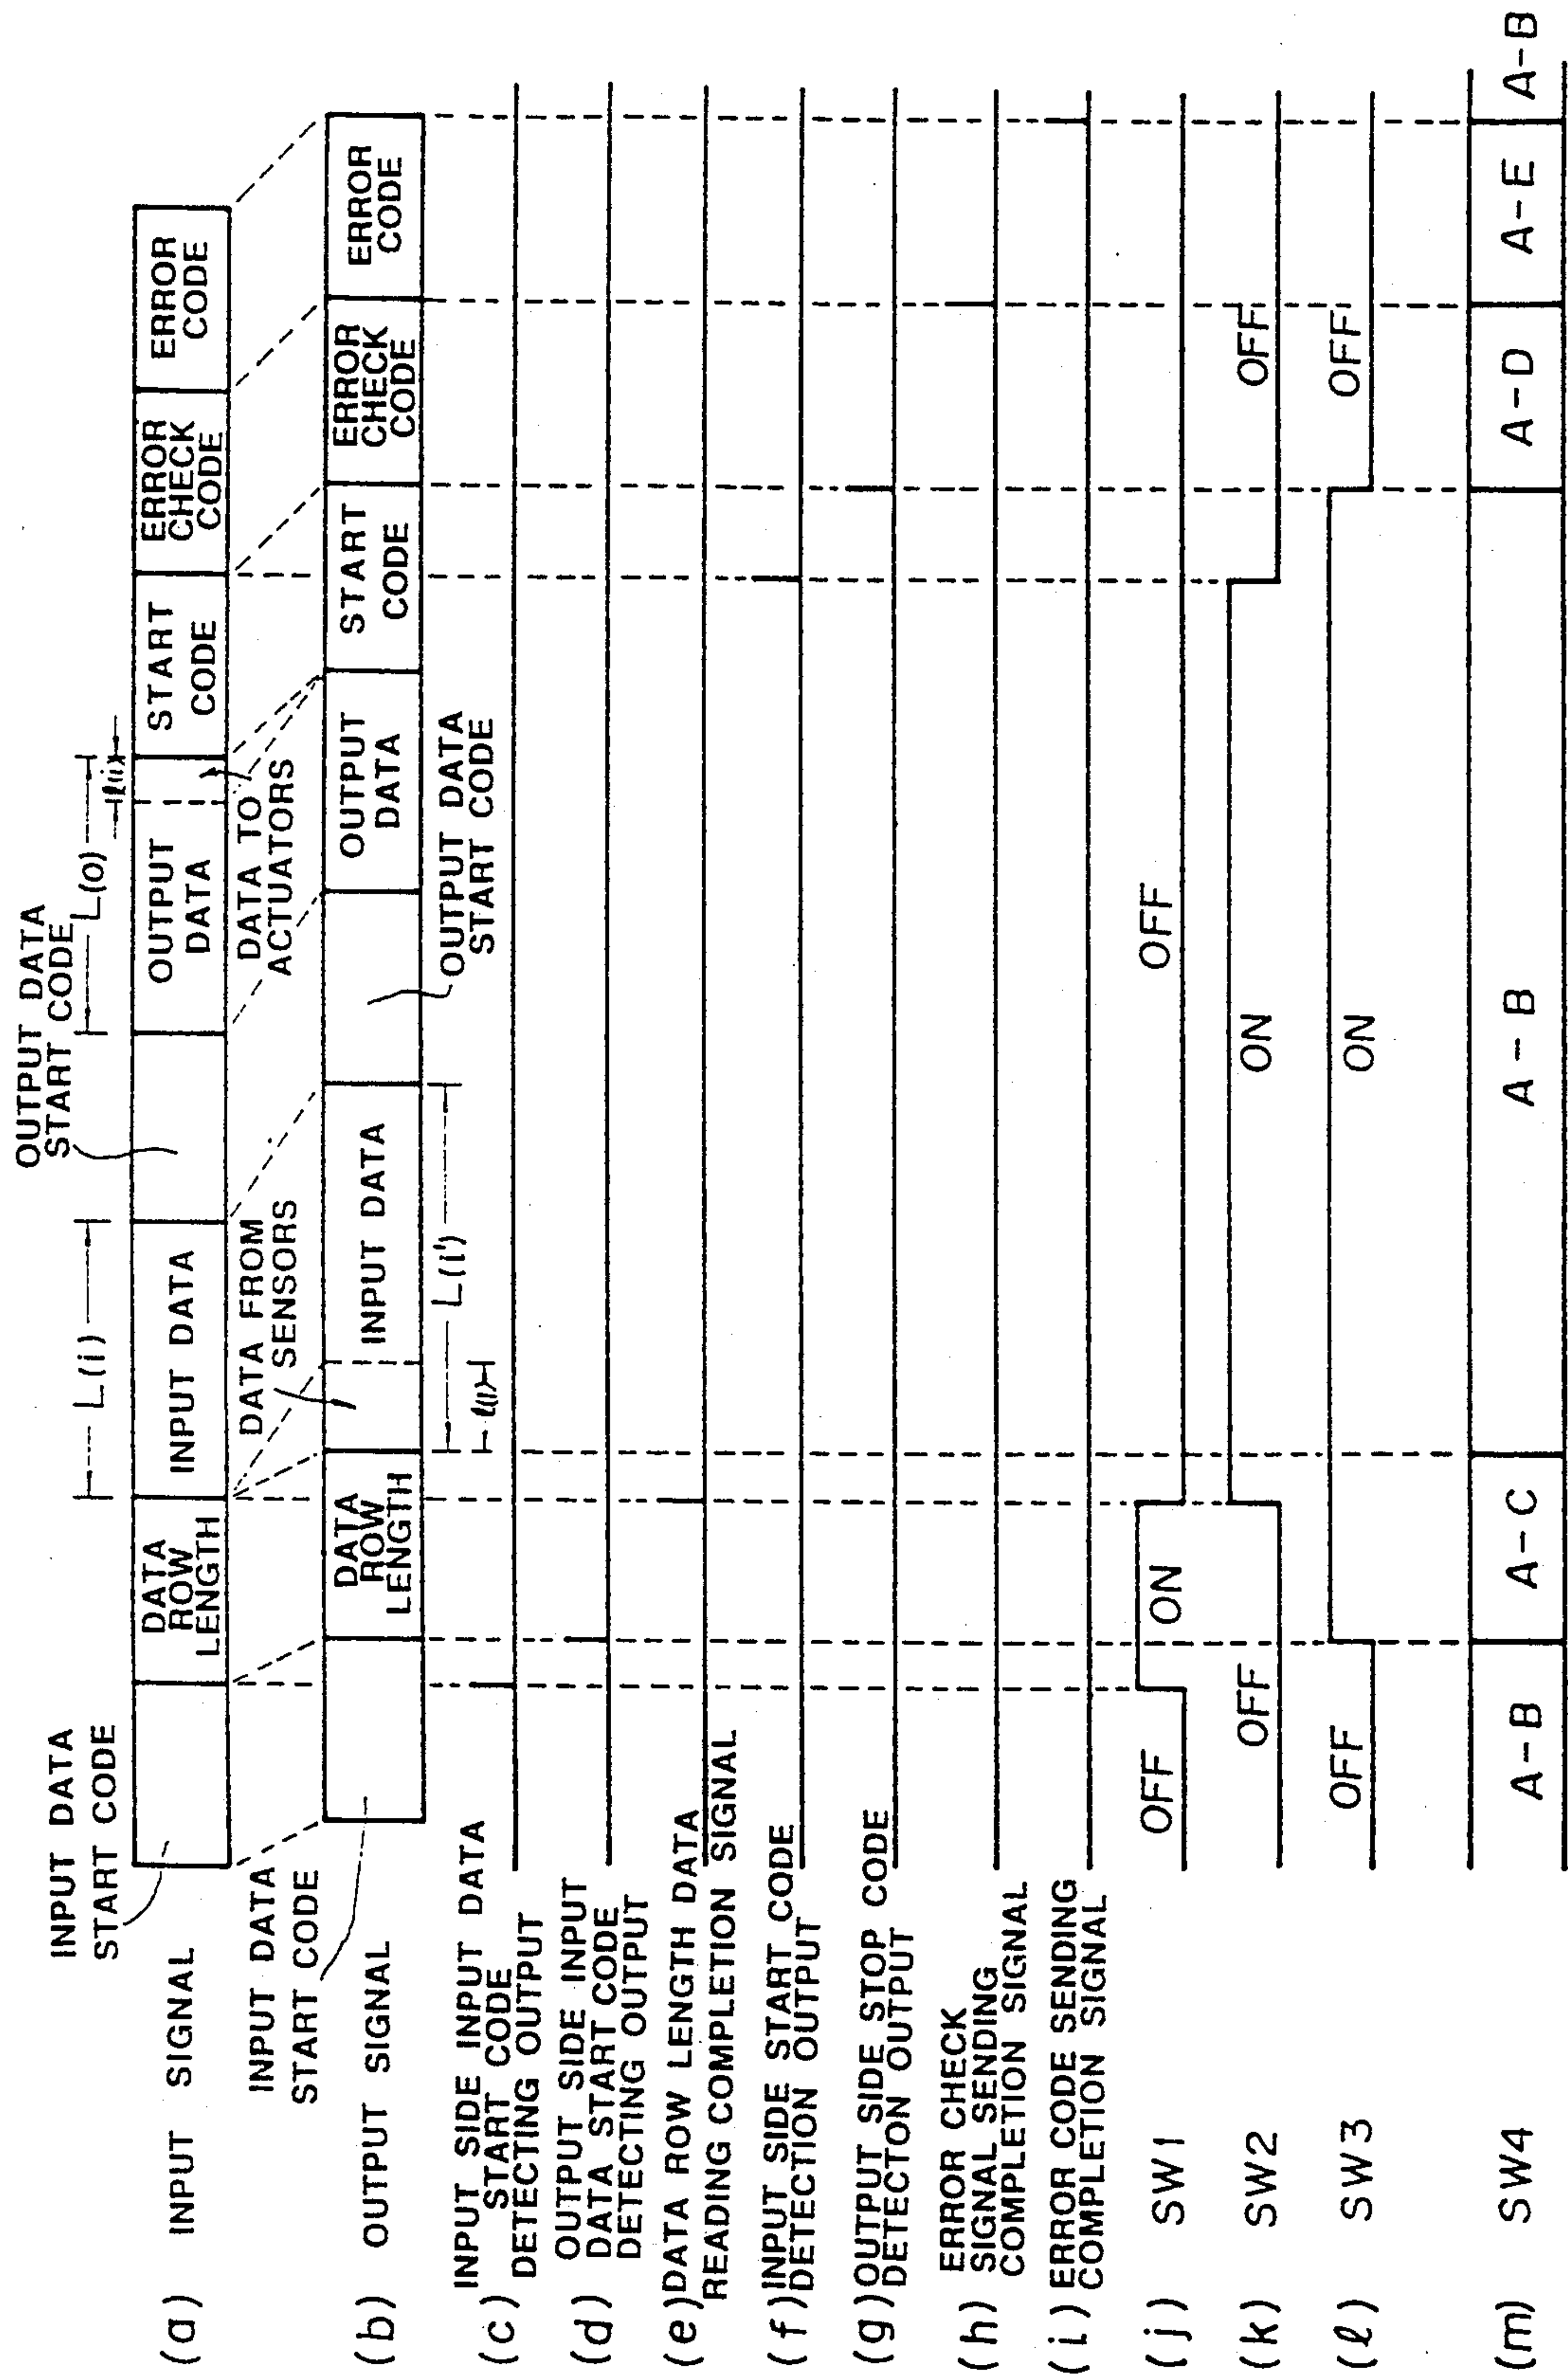 INPUT DATA
START CODE
OUTPUT DATA
START CODE
L(i)
L(o)
ℓ(i)
(a) INPUT SIGNAL
DATA
ROW
LENGTH
INPUT DATA
OUTPUT
DATA
START
CODE
ERROR
CHECK
CODE
ERROR
CODE
INPUT DATA
START CODE
DATA FROM
SENSORS
DATA TO
ACTUATORS
(b) OUTPUT SIGNAL
DATA
ROW
LENGTH
INPUT DATA
OUTPUT
DATA
START
CODE
ERROR
CHECK
CODE
ERROR
CODE
L(i')
ℓ(i)
OUTPUT DATA
START CODE
(c) INPUT SIDE INPUT DATA
START CODE
DETECTING OUTPUT
(d) OUTPUT SIDE INPUT
DATA START CODE
DETECTING OUTPUT
(e) DATA ROW LENGTH DATA
READING COMPLETION SIGNAL
(f) INPUT SIDE START CODE
DETECTION OUTPUT
(g) OUTPUT SIDE STOP CODE
DETECTON OUTPUT
(h) ERROR CHECK
SIGNAL SENDING
COMPLETION SIGNAL
(i) ERROR CODE SENDING
COMPLETION SIGNAL
(j) SW1 OFF ON OFF
(k) SW2 OFF ON OFF
(ℓ) SW3 OFF ON OFF
(m) SW4 A-B A-C A-B A-D A-E A-B